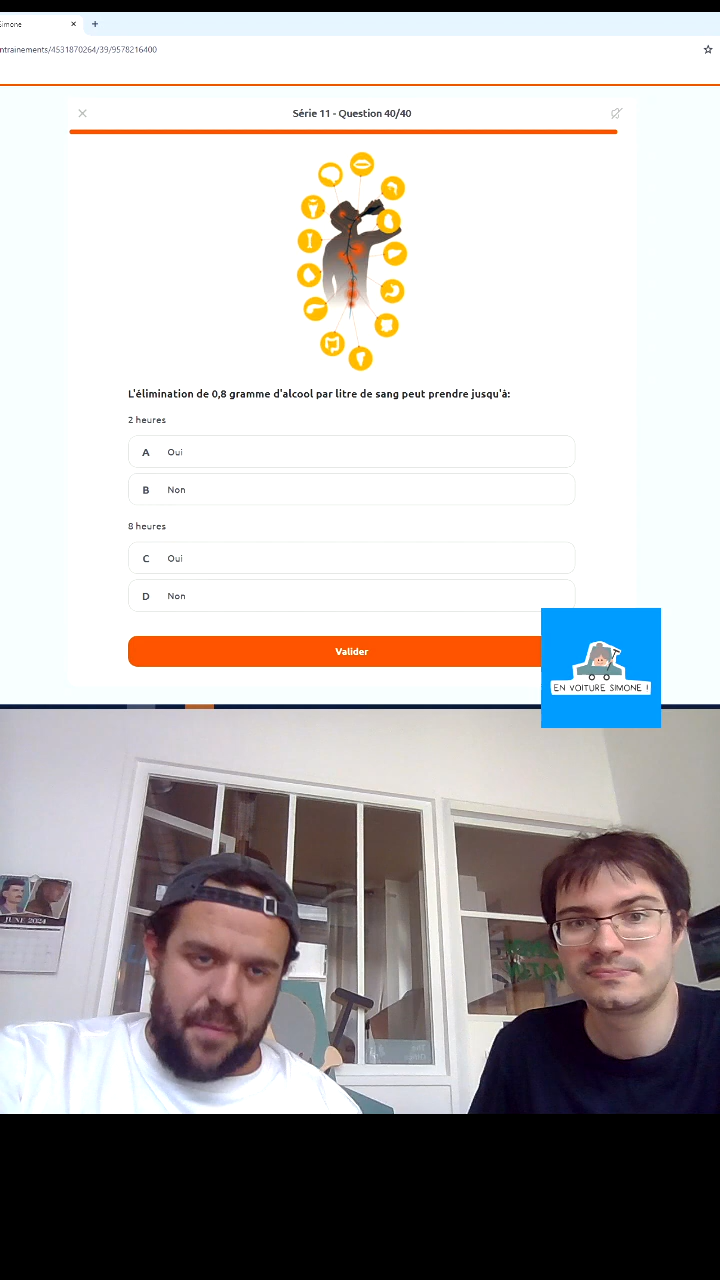 Simone
ntrainements/4531870264/39/9578216400
Série 11 - Question 40/40
L'élimination de 0,8 gramme d'alcool par litre de sang peut prendre jusqu'à:
2 heures
A Oui
B Non
8 heures
C Oui
D Non
Valider
EN VOITURE SIMONE !
JUNE 2024